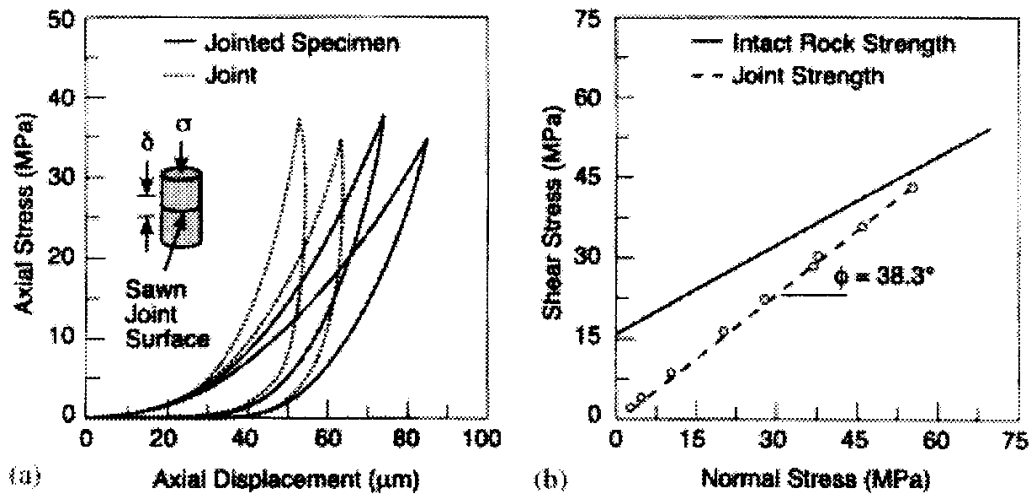 50
40
30
20
10
0
Axial Stress (MPa)
Jointed Specimen
Joint
σ
δ
Sawn
Joint
Surface
0 20 40 60 80 100
(a) Axial Displacement (μm)
75
60
45
30
15
0
Shear Stress (MPa)
Intact Rock Strength
Joint Strength
ϕ = 38.3°
0 15 30 45 60 75
(b) Normal Stress (MPa)